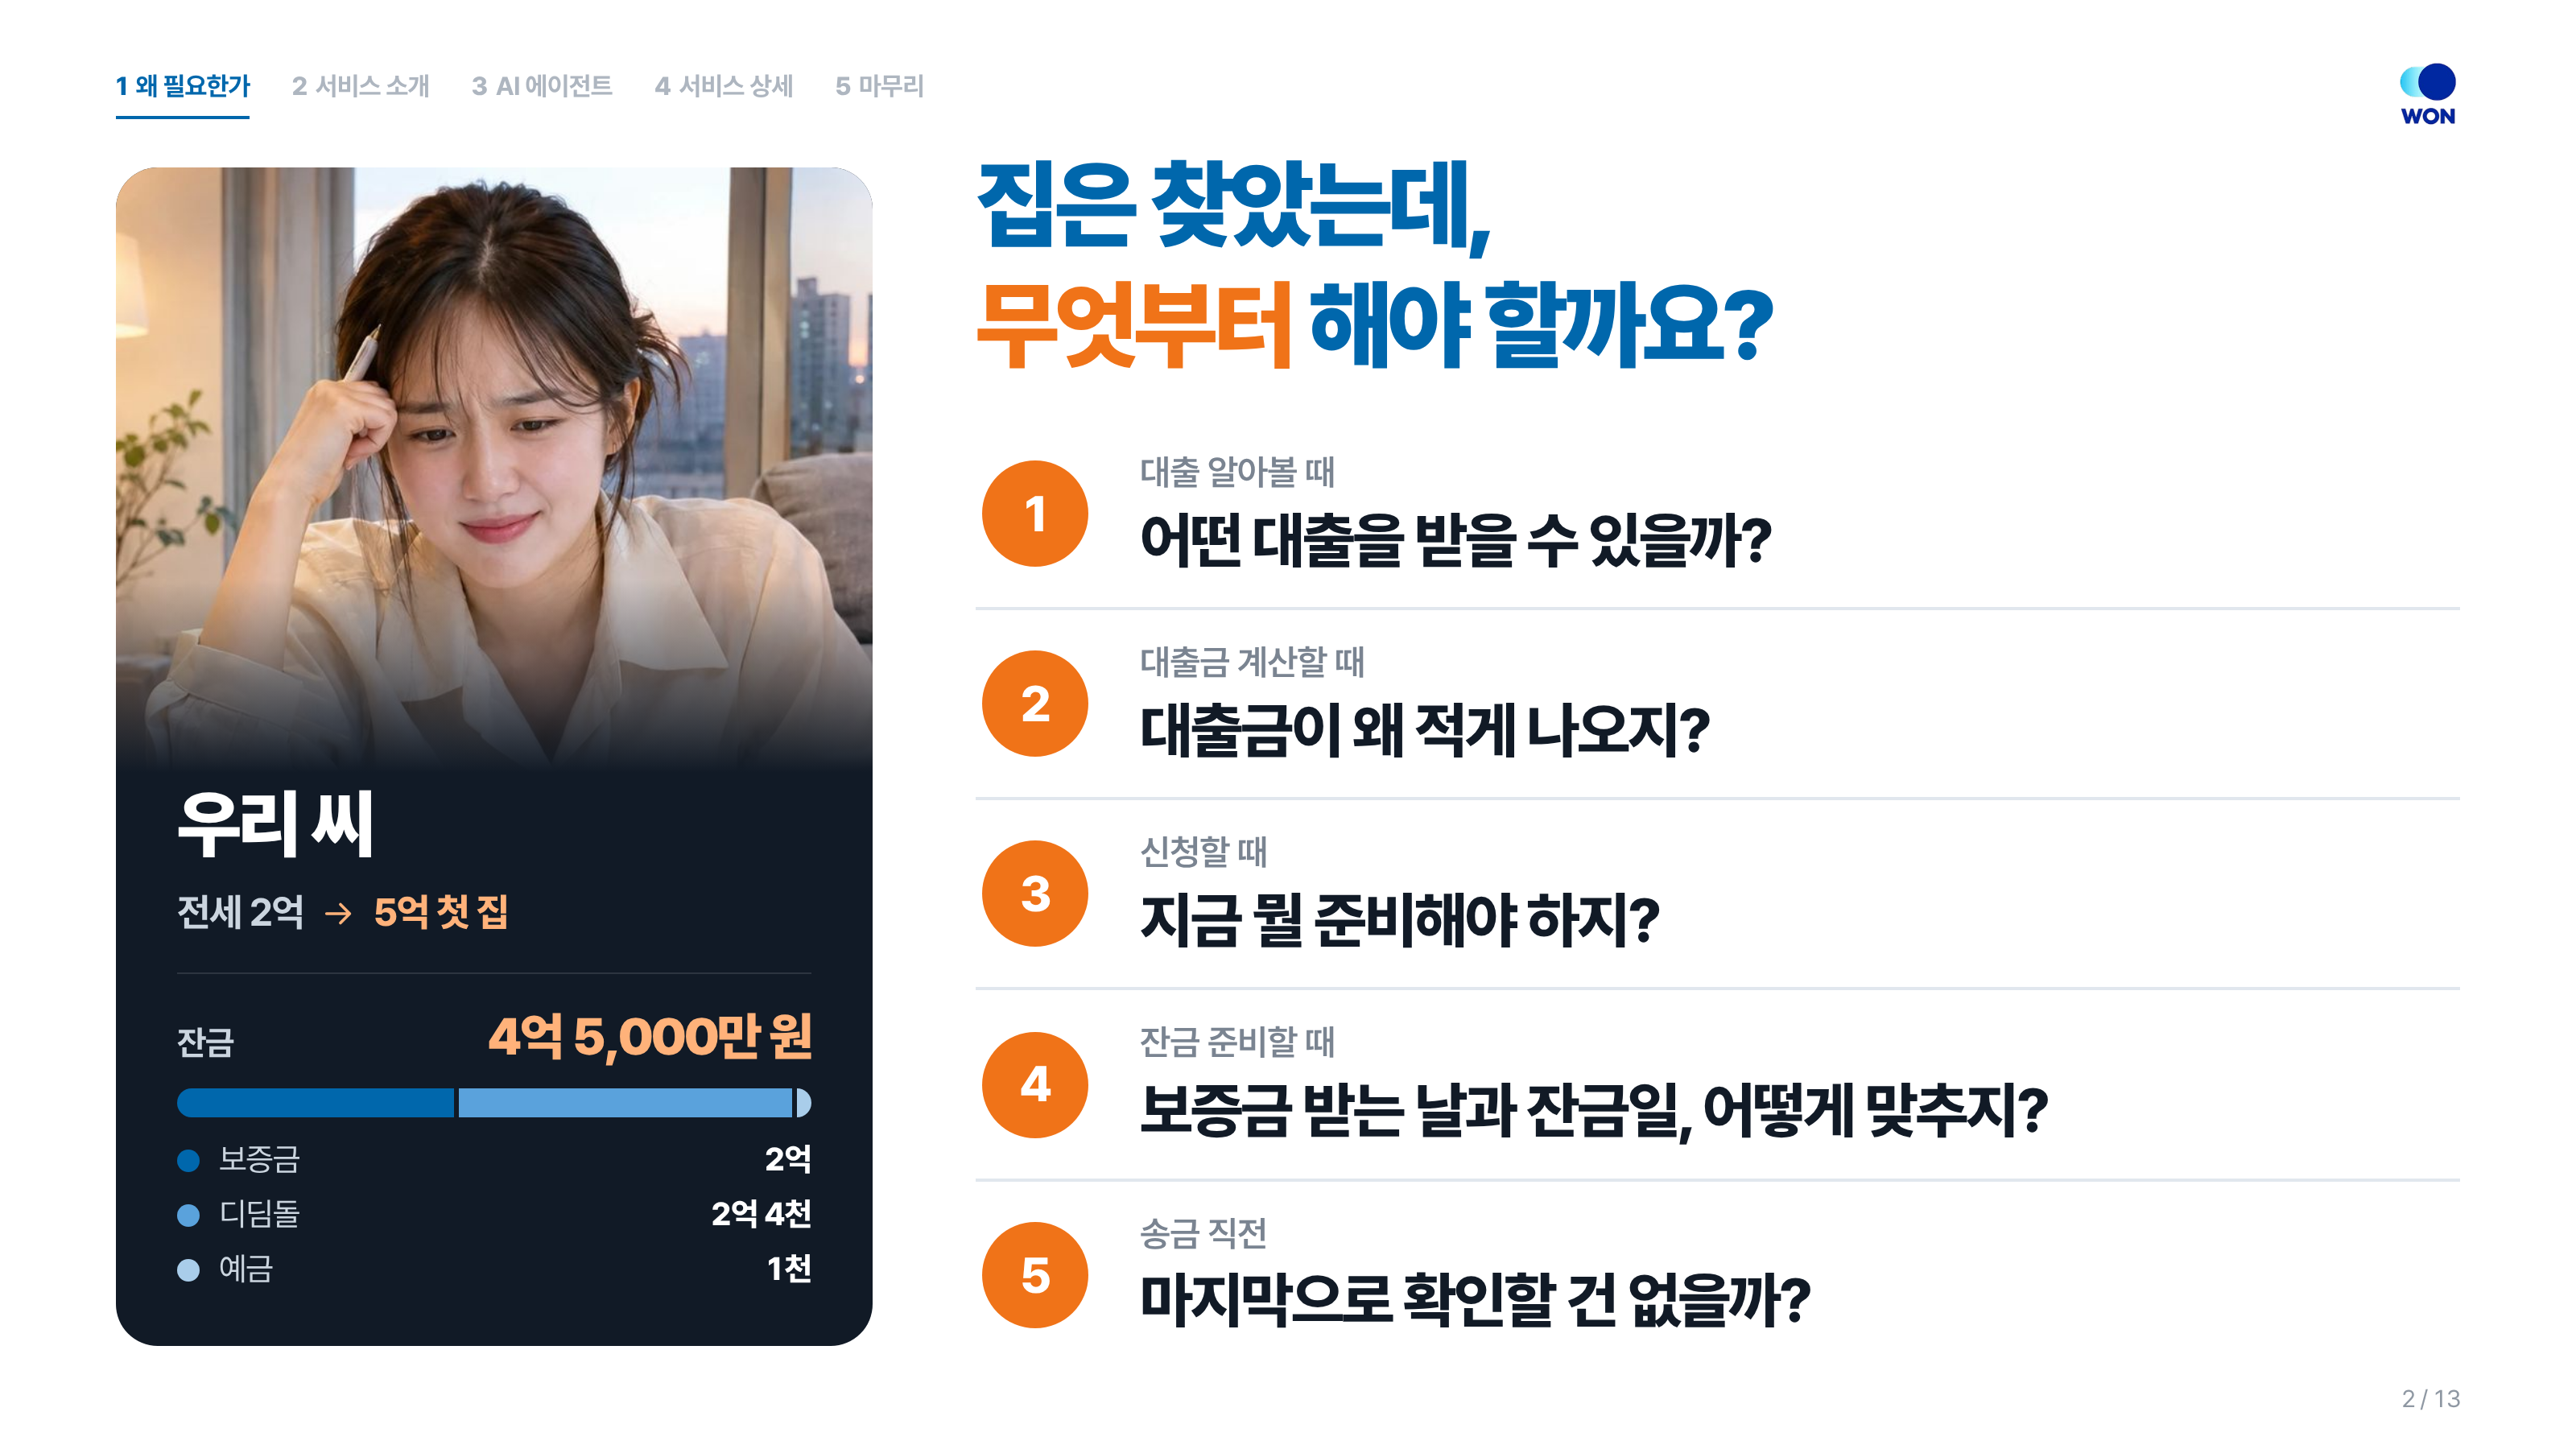 1 왜 필요한가 2 서비스 소개 3 AI 에이전트 4 서비스 상세 5 마무리
WON
우리 씨
전세 2억 → 5억 첫 집
잔금 4억 5,000만 원
보증금 2억
디딤돌 2억 4천
예금 1천
집은 찾았는데,
무엇부터 해야 할까요?
1
대출 알아볼 때
어떤 대출을 받을 수 있을까?
2
대출금 계산할 때
대출금이 왜 적게 나오지?
3
신청할 때
지금 뭘 준비해야 하지?
4
잔금 준비할 때
보증금 받는 날과 잔금일, 어떻게 맞추지?
5
송금 직전
마지막으로 확인할 건 없을까?
2 / 13